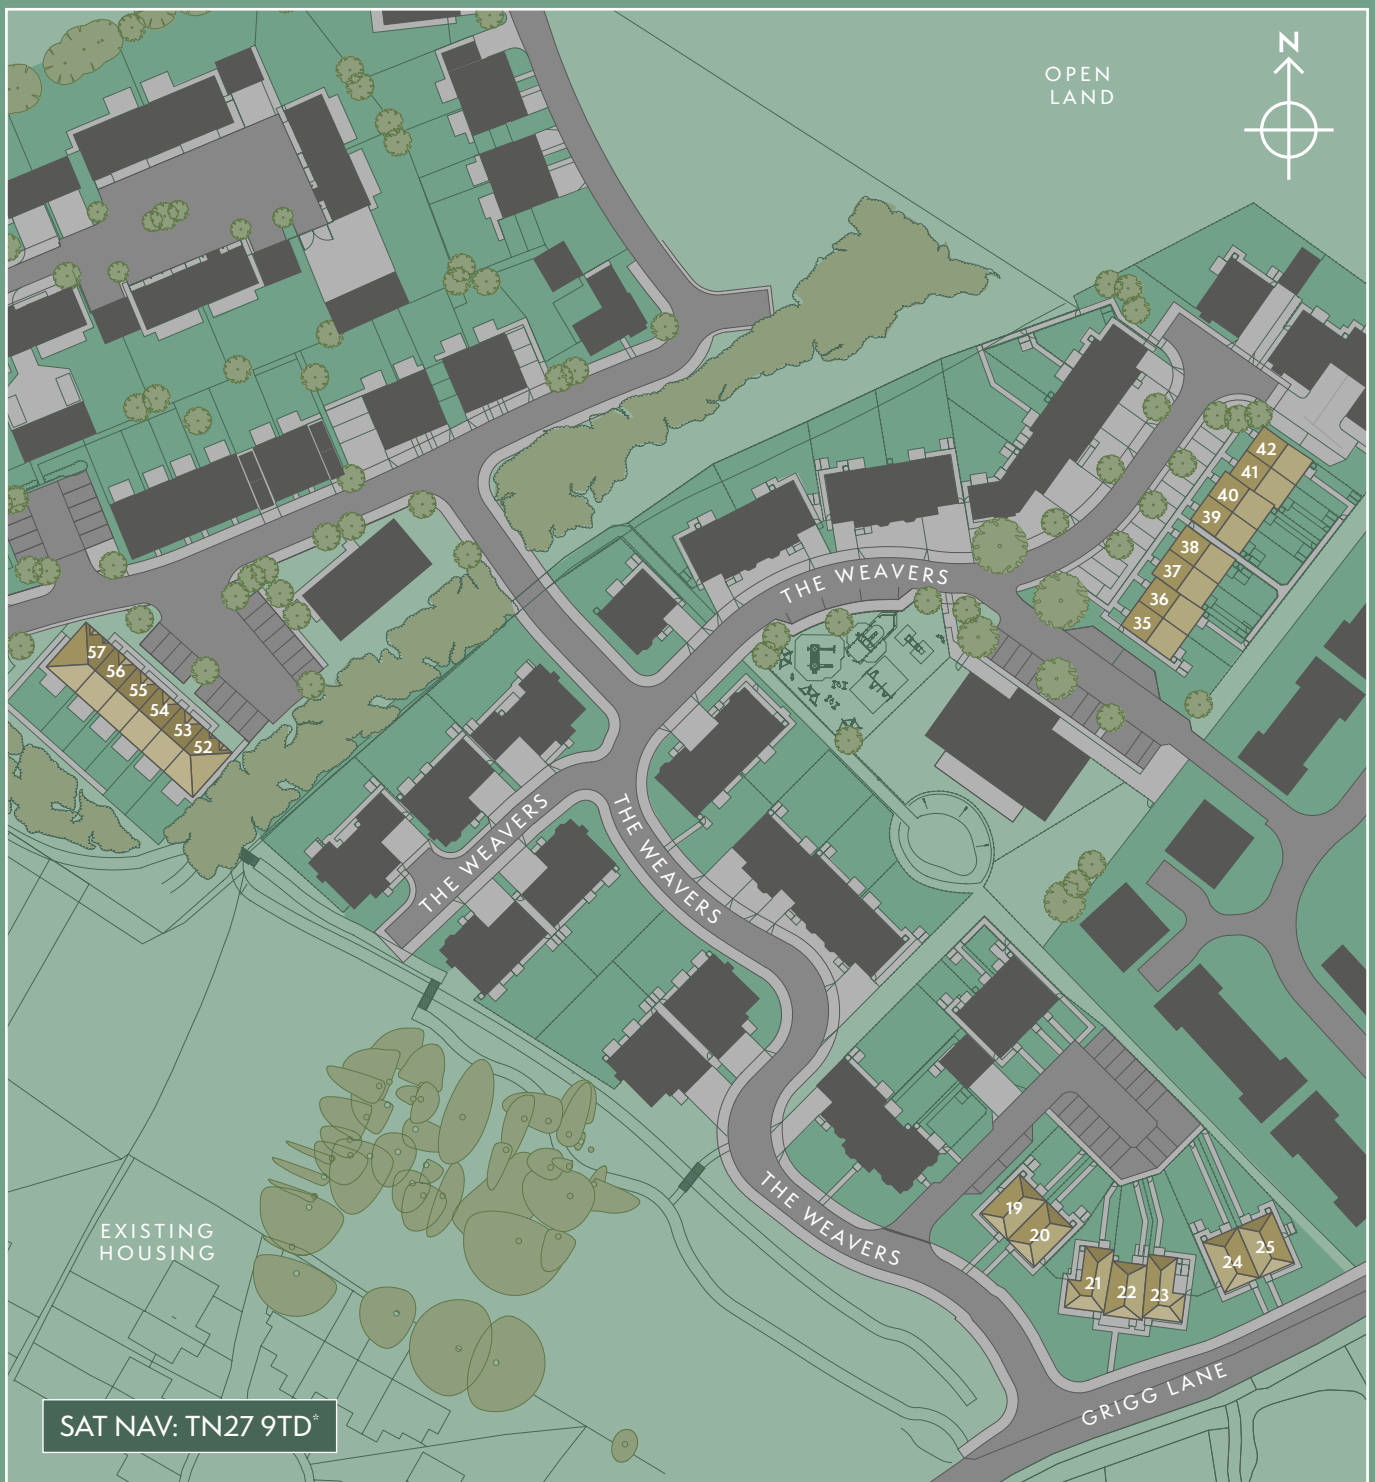 N
OPEN
LAND
42
41
40
39
38
37
36
35
THE WEAVERS
57
56
55
54
53
52
THE WEAVERS
THE WEAVERS
THE WEAVERS
19
20
21
22
23
24
25
EXISTING
HOUSING
GRIGG LANE
SAT NAV: TN27 9TD*